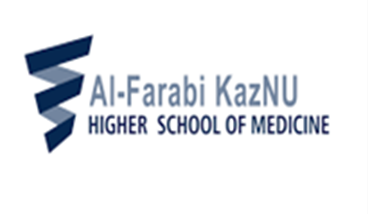 Al-Farabi KazNU
HIGHER SCHOOL OF MEDICINE